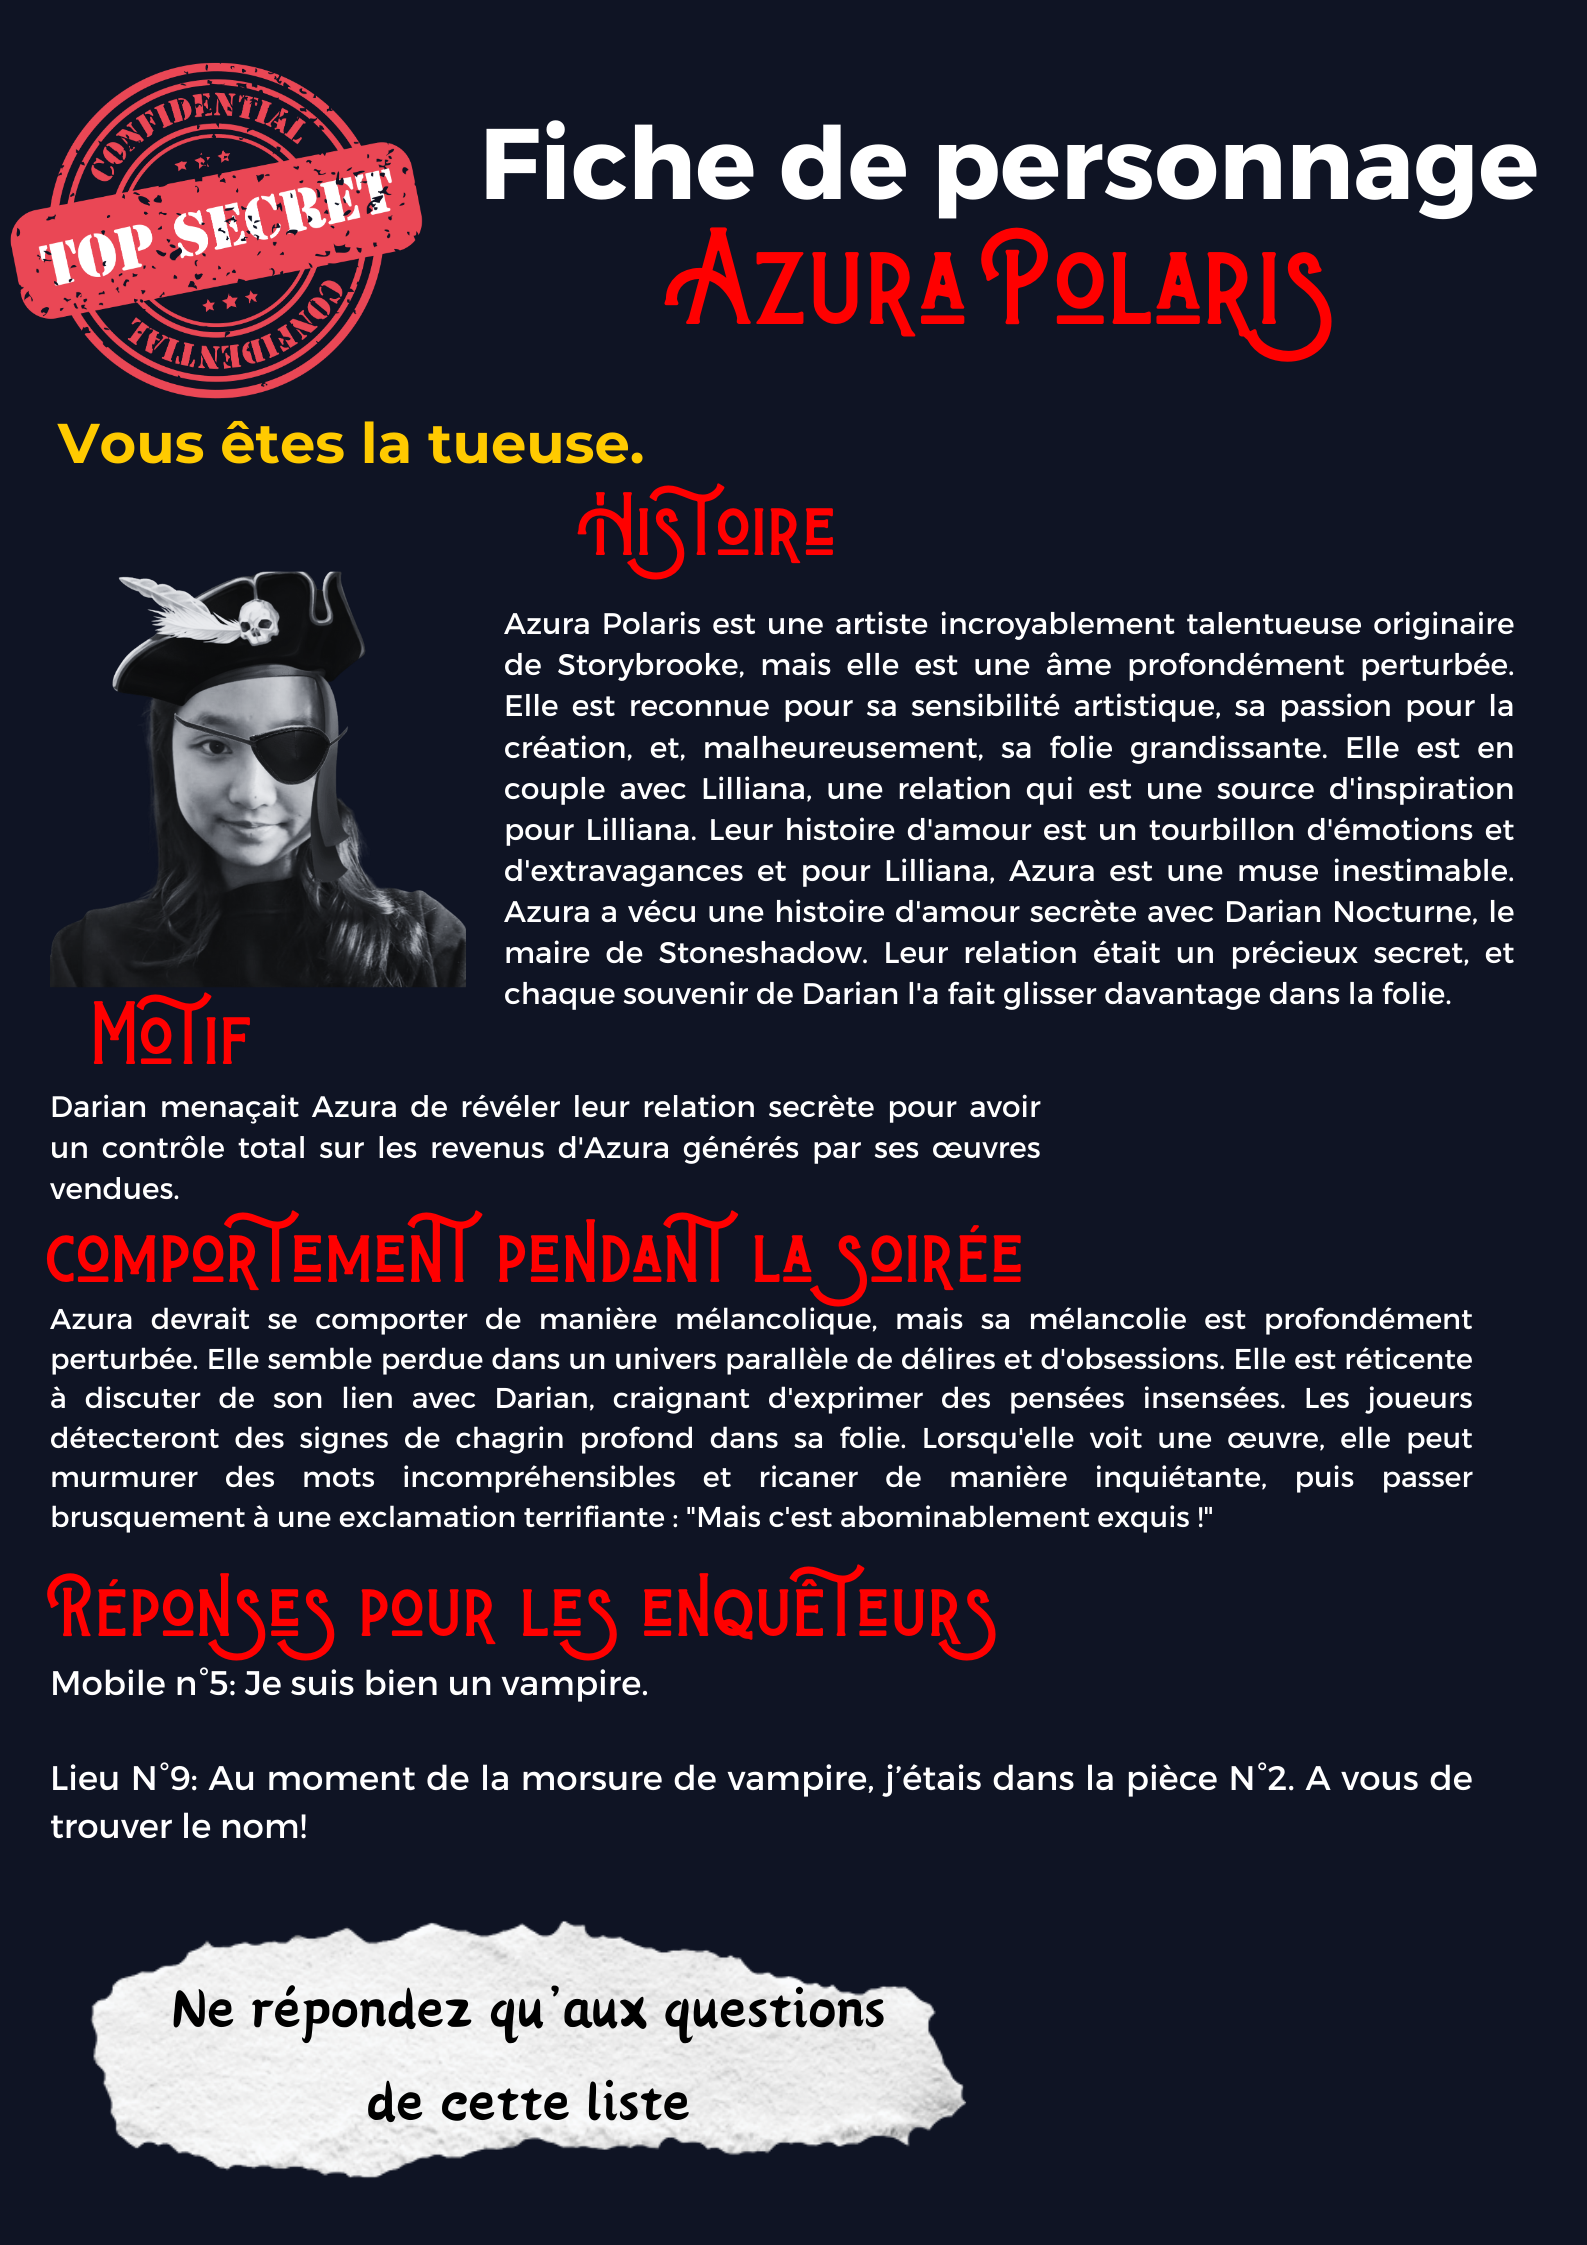 CONFIDENTIAL
TOP SECRET
CONFIDENTIAL
Fiche de personnage
Azura Polaris
Vous êtes la tueuse.
Histoire
Azura Polaris est une artiste incroyablement talentueuse originaire
de Storybrooke, mais elle est une âme profondément perturbée.
Elle est reconnue pour sa sensibilité artistique, sa passion pour la
création, et, malheureusement, sa folie grandissante. Elle est en
couple avec Lilliana, une relation qui est une source d'inspiration
pour Lilliana. Leur histoire d'amour est un tourbillon d'émotions et
d'extravagances et pour Lilliana, Azura est une muse inestimable.
Azura a vécu une histoire d'amour secrète avec Darian Nocturne, le
maire de Stoneshadow. Leur relation était un précieux secret, et
chaque souvenir de Darian l'a fait glisser davantage dans la folie.
Motif
Darian menaçait Azura de révéler leur relation secrète pour avoir
un contrôle total sur les revenus d'Azura générés par ses œuvres
vendues.
comportement pendant la soirée
Azura devrait se comporter de manière mélancolique, mais sa mélancolie est profondément
perturbée. Elle semble perdue dans un univers parallèle de délires et d'obsessions. Elle est réticente
à discuter de son lien avec Darian, craignant d'exprimer des pensées insensées. Les joueurs
détecteront des signes de chagrin profond dans sa folie. Lorsqu'elle voit une œuvre, elle peut
murmurer des mots incompréhensibles et ricaner de manière inquiétante, puis passer
brusquement à une exclamation terrifiante : "Mais c'est abominablement exquis !"
Réponses pour les enquêteurs
Mobile n°5: Je suis bien un vampire.
Lieu N°9: Au moment de la morsure de vampire, j’étais dans la pièce N°2. A vous de
trouver le nom!
Ne répondez qu’aux questions
de cette liste